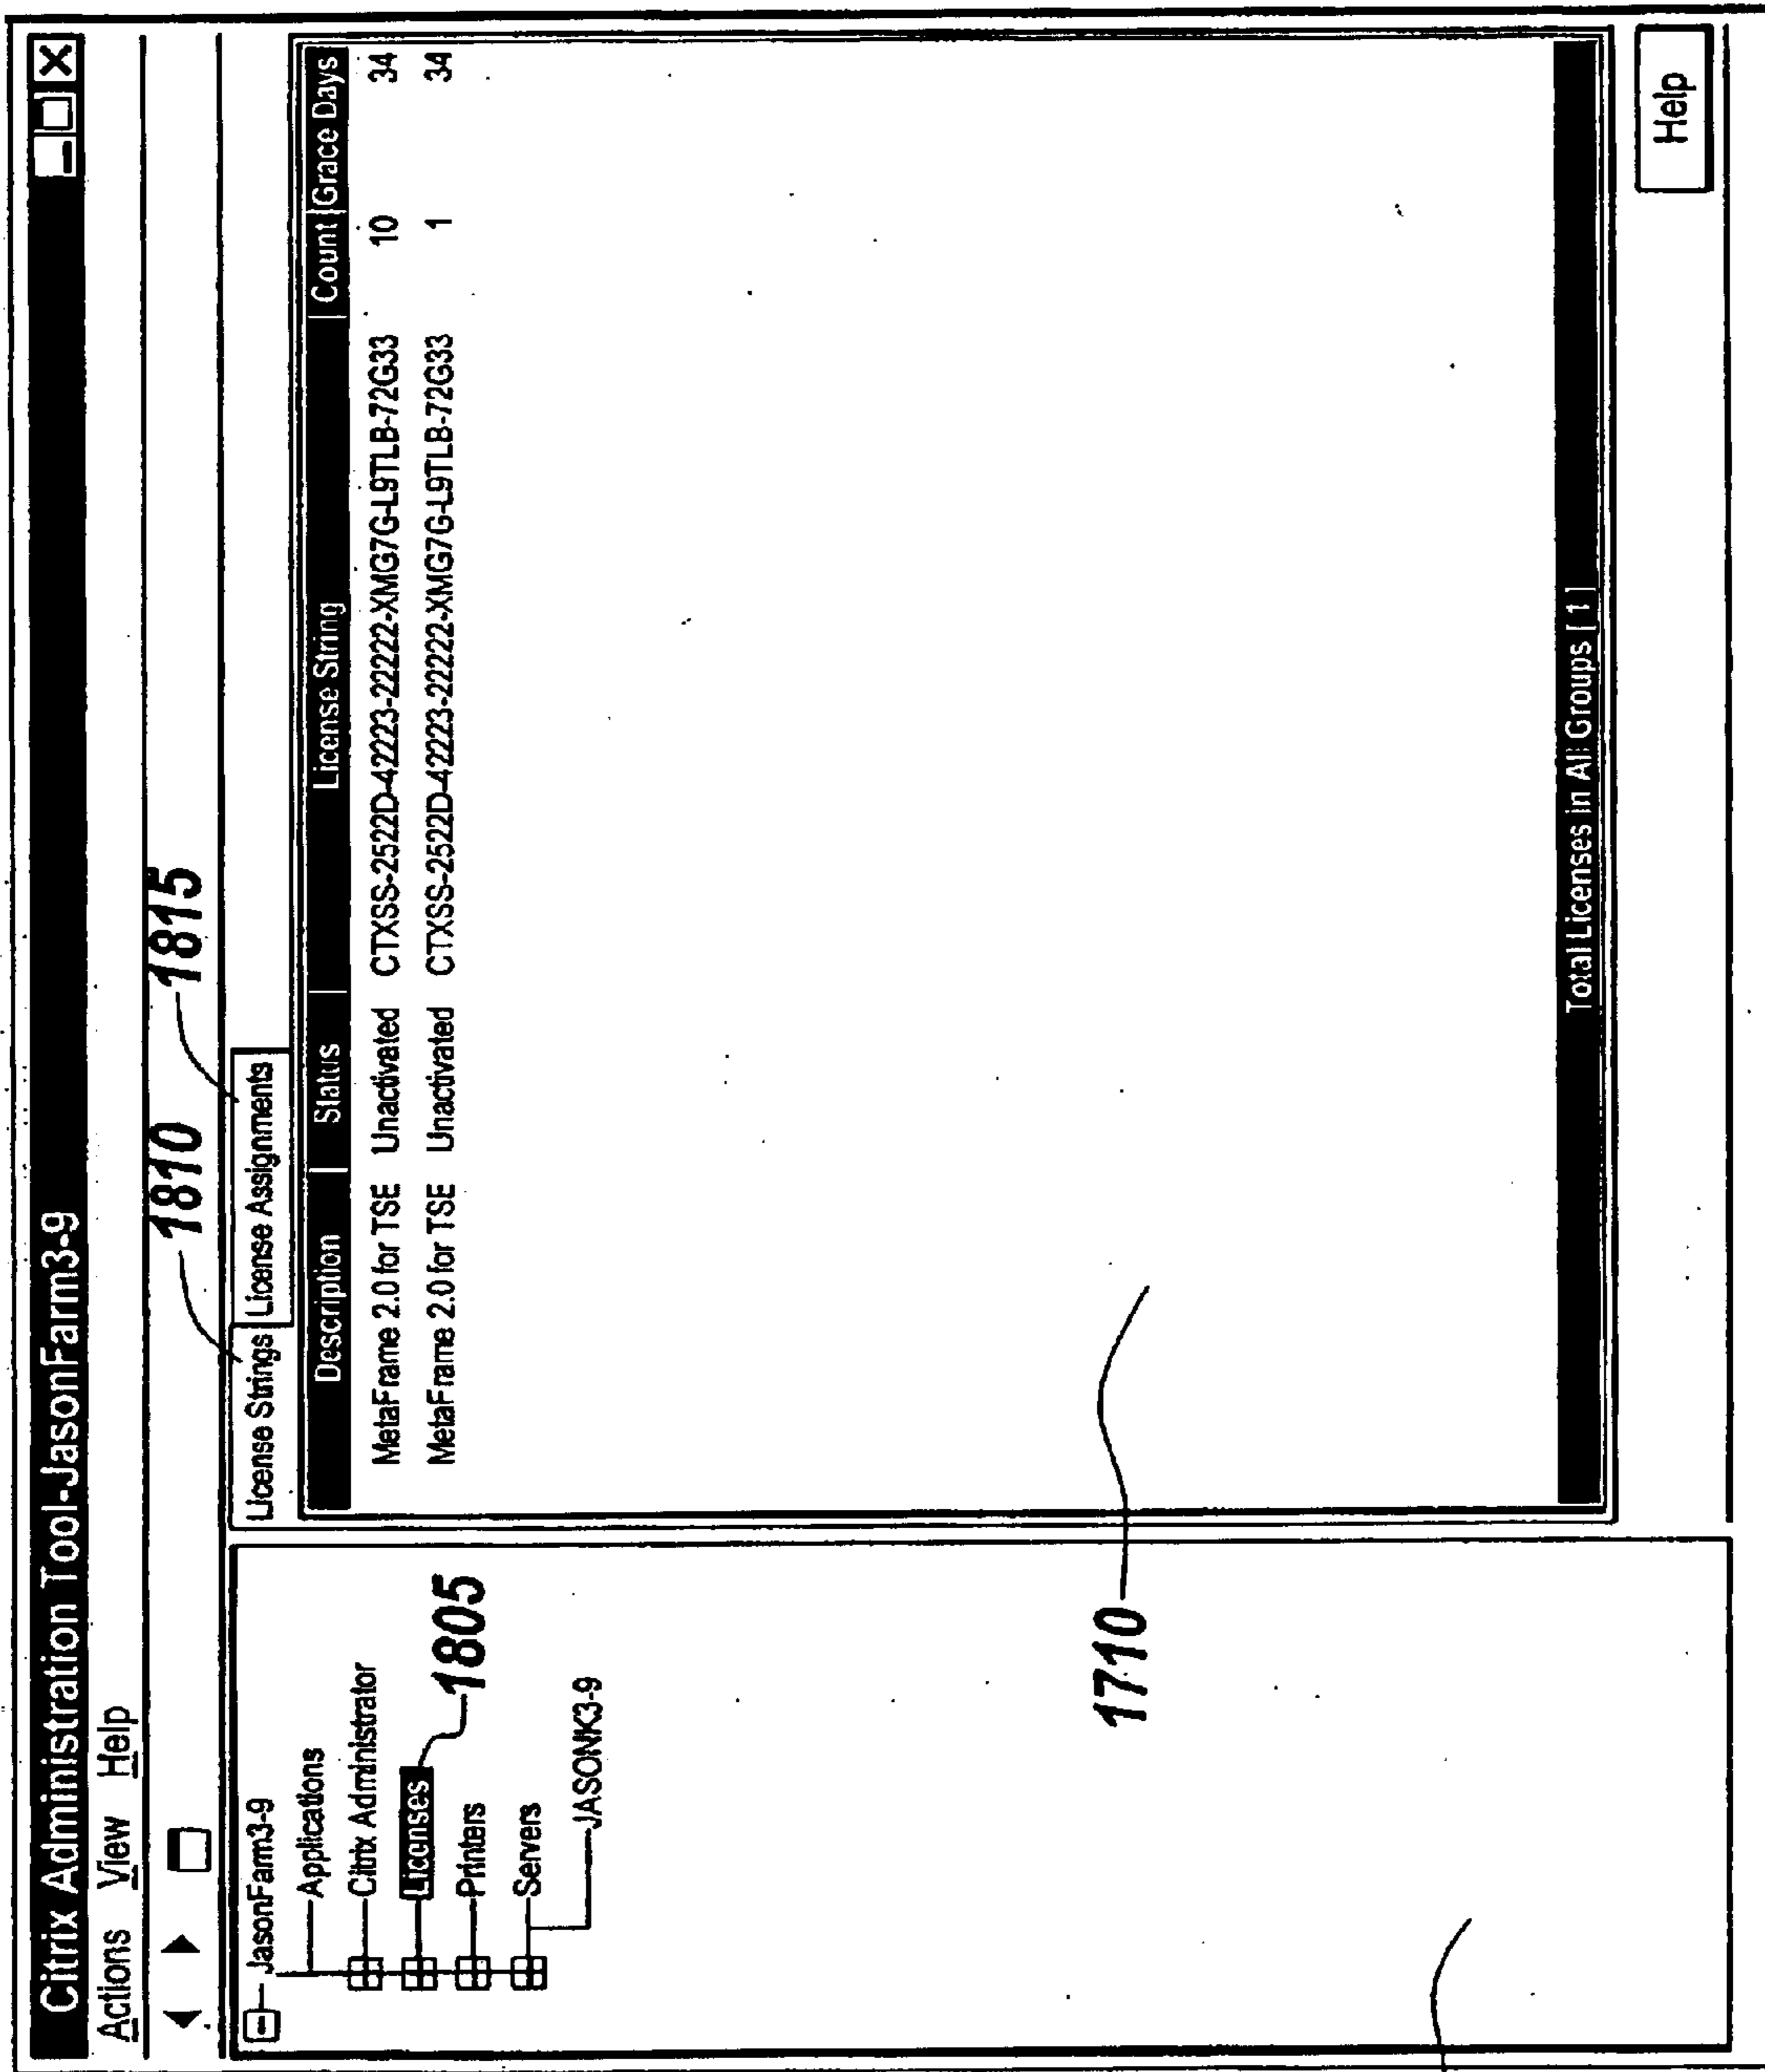 Citrix Administration Tool-JasonFarm3-9
Actions View Help
1810
1815
JasonFarm3-9
Applications
Citrix Administrator
Licenses
1805
Printers
Servers
JASONK3-9
License Strings
License Assignments
Description Status License String Count Grace Days
MetaFrame 2.0 for TSE Unactivated CTXSS-2522D-42223-22222-XMG7G-L9TLB-72G33 10 34
MetaFrame 2.0 for TSE Unactivated CTXSS-2522D-42223-22222-XMG7G-L9TLB-72G33 1 34
1710
Total Licenses in All Groups [ 1 ]
Help